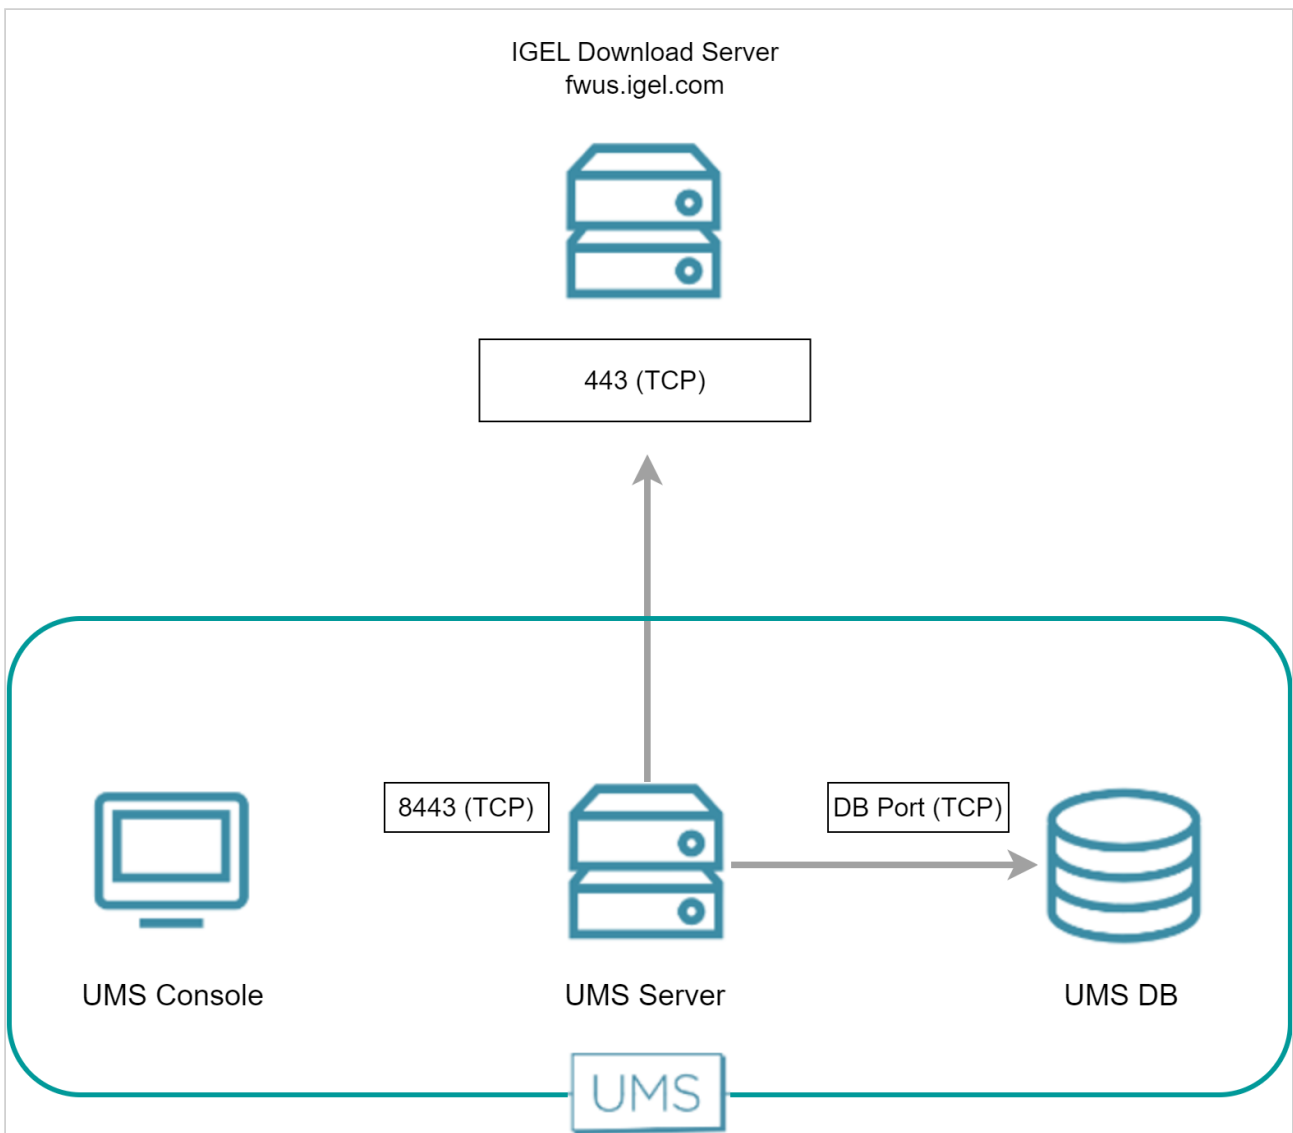 IGEL Download Server
fwus.igel.com
443 (TCP)
8443 (TCP)
DB Port (TCP)
UMS Console
UMS Server
UMS DB
UMS